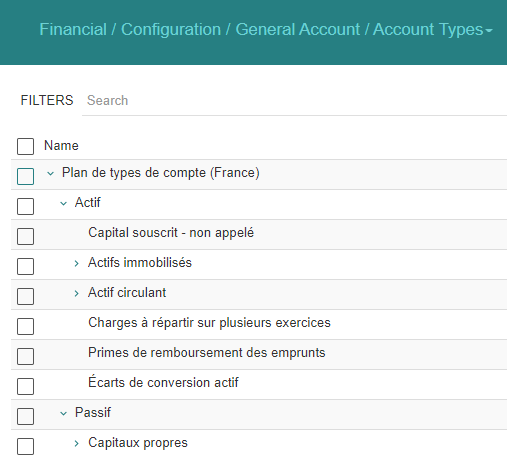 Financial / Configuration / General Account / Account Types
FILTERS Search
Name
Plan de types de compte (France)
Actif
Capital souscrit - non appelé
Actifs immobilisés
Actif circulant
Charges à répartir sur plusieurs exercices
Primes de remboursement des emprunts
Écarts de conversion actif
Passif
Capitaux propres